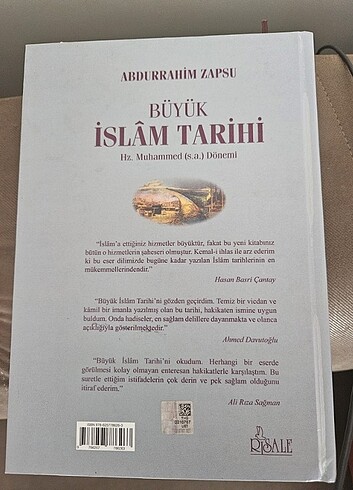 ABDURRAHİM ZAPSU
BÜYÜK
İSLÂM TARİHİ
Hz. Muhammed (s.a.) Dönemi
"İslâm'a ettiğiniz hizmetler büyüktür, fakat bu yeni kitabınız
bütün o hizmetlerin şaheseri olmuştur. Kemal-i ihlas ile arz ederim
ki bu eser dilimizde bugüne kadar yazılan İslâm tarihlerinin en
mükemmellerindendir."
Hasan Basri Çantay
"Büyük İslâm Tarihi'ni gözden geçirdim. Temiz bir vicdan ve
kâmil bir imanla yazılmış olan bu tarihi, hakikaten ismine uygun
buldum. Onda hadiseler, en sağlam delillere dayanmakta ve olanca
açıklığıyla gösterilmektedir."
Ahmed Davutoğlu
"Büyük İslâm Tarihi'ni okudum. Herhangi bir eserde
görülmesi kolay olmayan enteresan hakikatlerle karşılaştım. Bu
suretle ettiğim istifadelerin çok derin ve pek sağlam olduğunu
itiraf ederim."
Ali Rıza Sağman
RİSALE